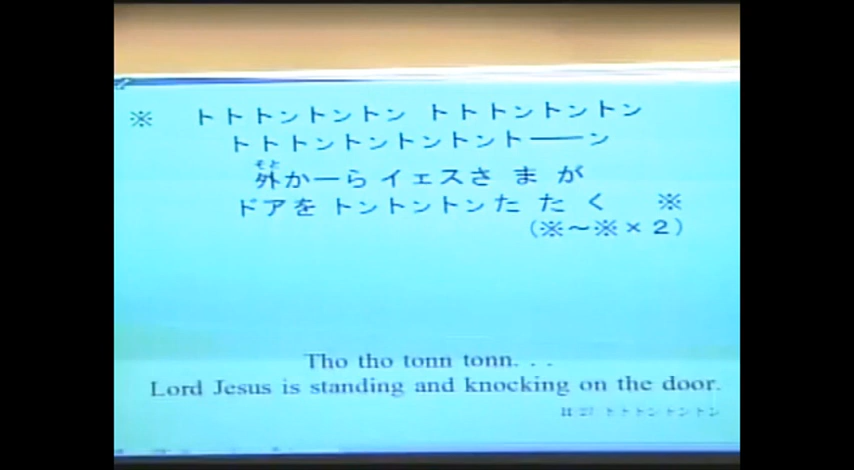 ※ トトトントントン トトトントントン
トトトントントントントーーン
外からイエスさまが
そと
ドアを トントントンたたく ※
（※～※×２）
Tho tho tonn tonn. . .
Lord Jesus is standing and knocking on the door.
トトトントントン